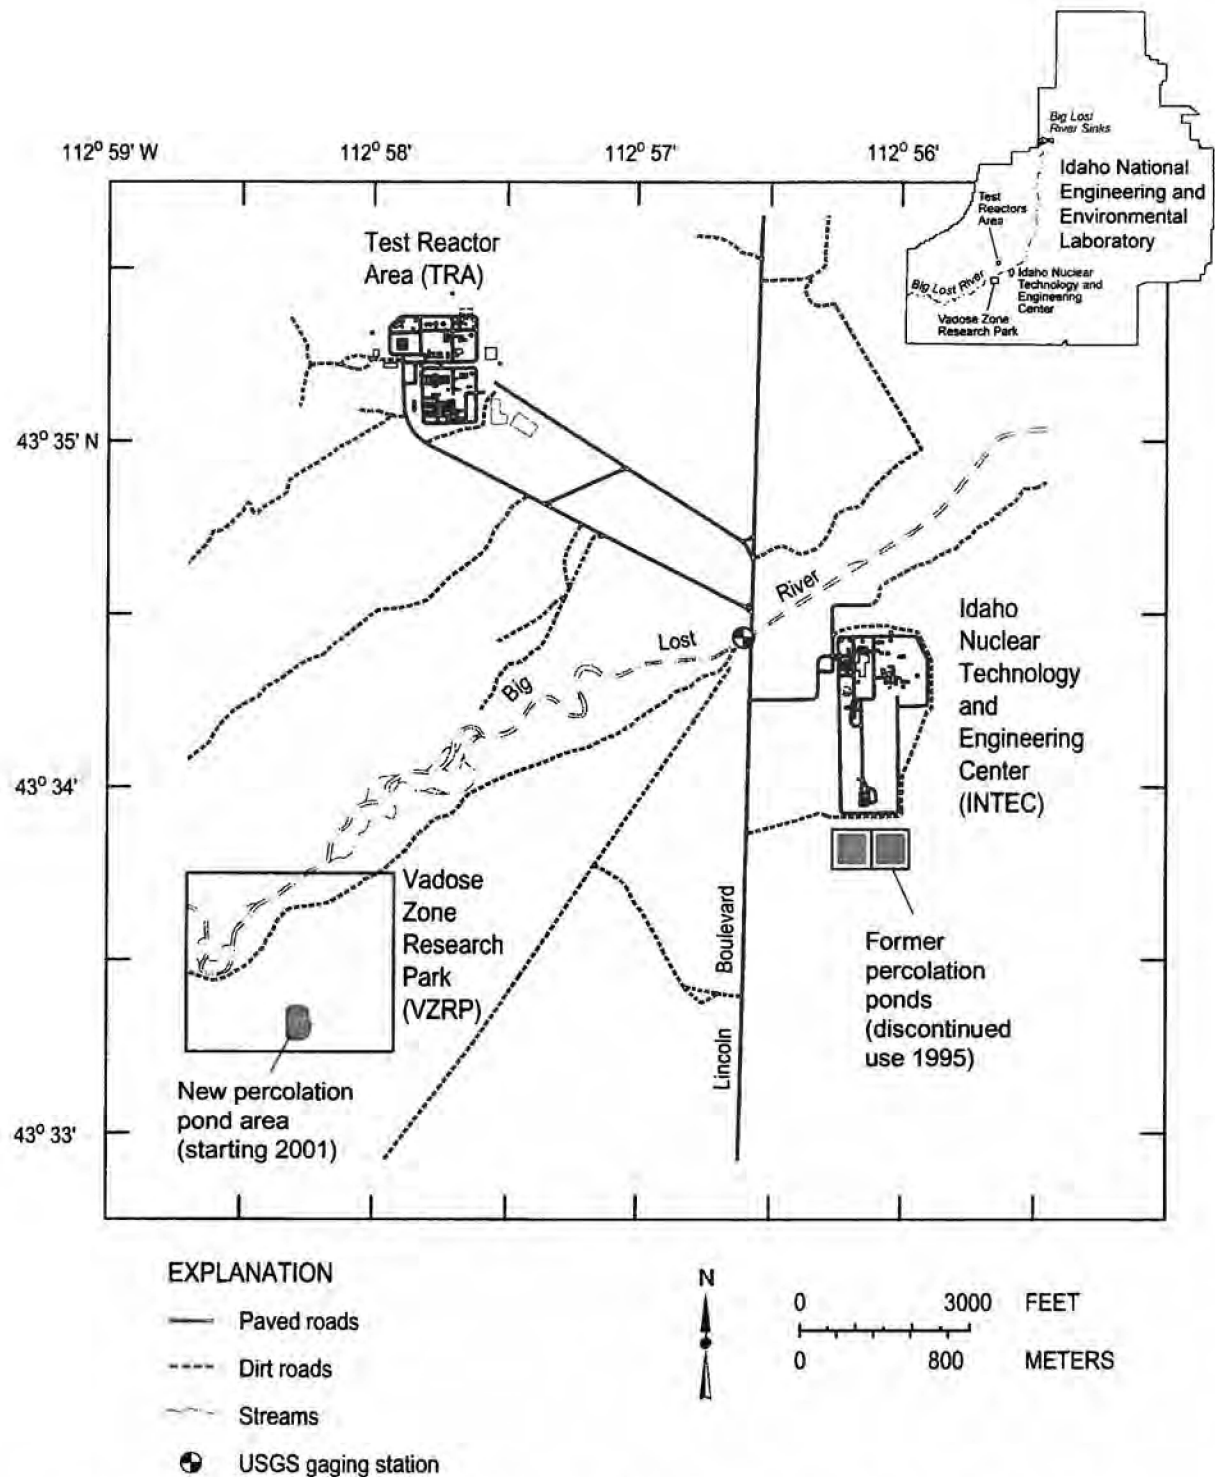 Big Lost
River Sinks
Idaho National
Engineering and
Environmental
Laboratory
Test
Reactors
Area
Big Lost River
Idaho Nuclear
Technology and
Engineering
Center
Vadose Zone
Research Park
112° 59' W
112° 58'
112° 57'
112° 56'
Test Reactor
Area (TRA)
43° 35' N
River
Lost
Big
Idaho
Nuclear
Technology
and
Engineering
Center
(INTEC)
43° 34'
Vadose
Zone
Research
Park
(VZRP)
Lincoln Boulevard
Former
percolation
ponds
(discontinued
use 1995)
New percolation
pond area
(starting 2001)
43° 33'
EXPLANATION
Paved roads
Dirt roads
Streams
USGS gaging station
N
0 3000 FEET
0 800 METERS